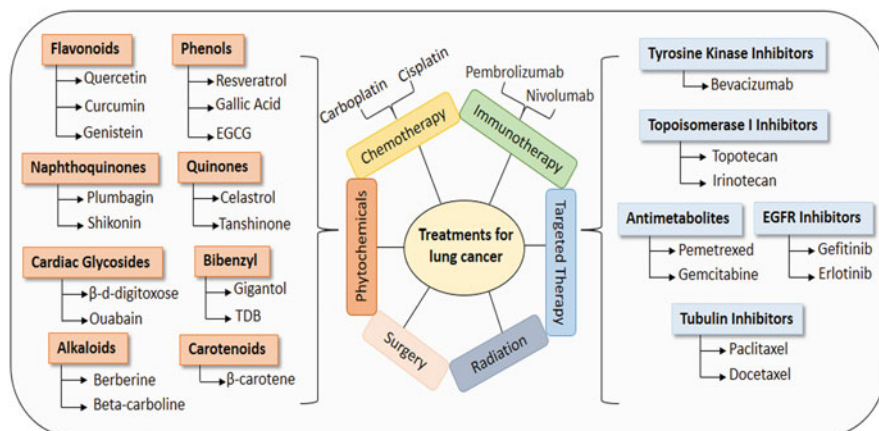 Flavonoids
Quercetin
Curcumin
Genistein
Phenols
Resveratrol
Gallic Acid
EGCG
Naphthoquinones
Plumbagin
Shikonin
Quinones
Celastrol
Tanshinone
Cardiac Glycosides
β-d-digitoxose
Ouabain
Bibenzyl
Gigantol
TDB
Alkaloids
Berberine
Beta-carboline
Carotenoids
β-carotene
Carboplatin
Cisplatin
Chemotherapy
Pembrolizumab
Nivolumab
Immunotherapy
Phytochemicals
Treatments for
lung cancer
Targeted Therapy
Surgery
Radiation
Tyrosine Kinase Inhibitors
Bevacizumab
Topoisomerase I Inhibitors
Topotecan
Irinotecan
Antimetabolites
Pemetrexed
Gemcitabine
EGFR Inhibitors
Gefitinib
Erlotinib
Tubulin Inhibitors
Paclitaxel
Docetaxel